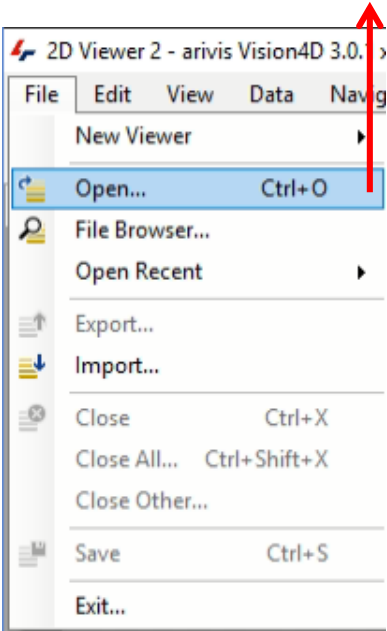 2D Viewer 2 - arivis Vision4D 3.0.
File Edit View Data Navig
New Viewer
Open... Ctrl+O
File Browser...
Open Recent
Export...
Import...
Close Ctrl+X
Close All... Ctrl+Shift+X
Close Other...
Save Ctrl+S
Exit...